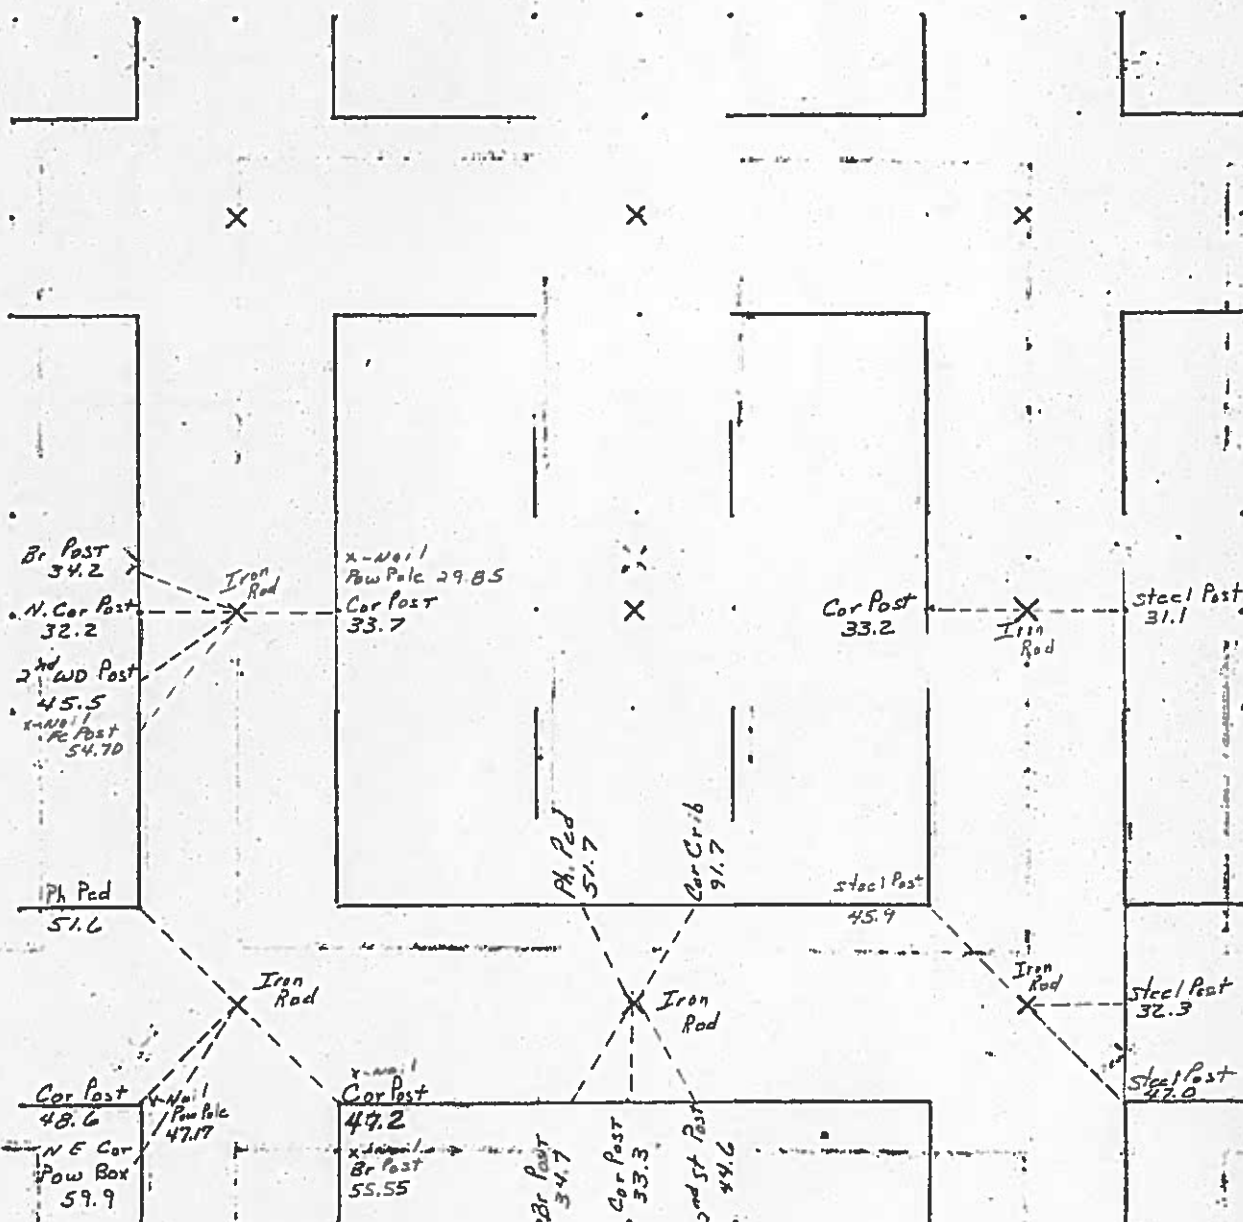 Br Post
34.2
Iron
Rod
N. Cor Post
32.2
2nd WD Post
45.5
x-Nail
Fc Post
54.70
x-Nail
Pow Pole 29.85
Cor Post
33.7
Cor Post
33.2
Iron
Rod
Steel Post
31.1
Ph Ped
51.6
Iron
Rod
Cor Post
48.6
x-Nail
Pow Pole
47.17
N E Cor
Pow Box
59.9
x-Nail
Cor Post
47.2
x-Nail
Br Post
55.55
Ph. Ped
51.7
Cor Crib
91.7
Iron
Rod
Br Post
34.7
Cor Post
33.3
2nd St Post
44.6
Steel Post
45.9
Iron
Rod
Steel Post
32.3
Steel Post
47.0